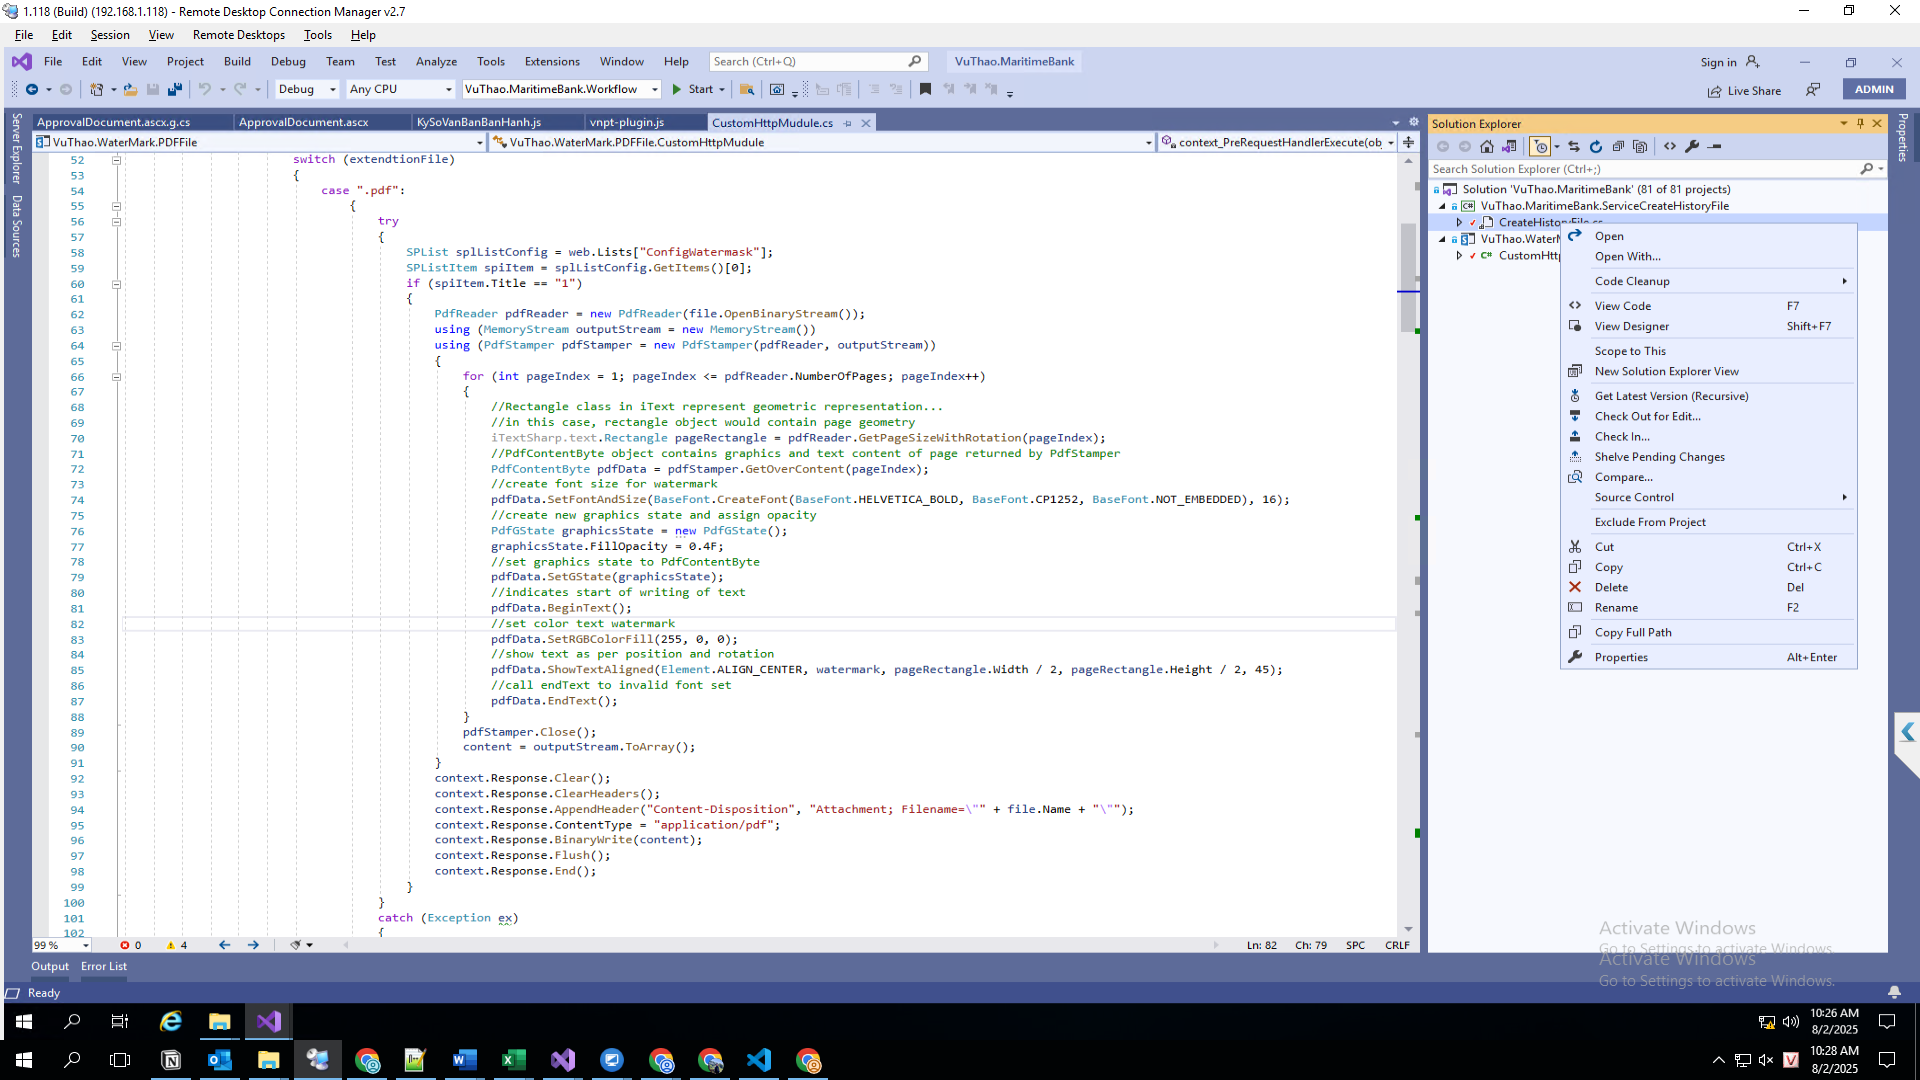 1.118 (Build) (192.168.1.118) - Remote Desktop Connection Manager v2.7
File Edit Session View Remote Desktops Tools Help
File Edit View Project Build Debug Team Test Analyze Tools Extensions Window Help Search (Ctrl+Q) VuThao.MaritimeBank Sign in
Debug Any CPU VuThao.MaritimeBank.Workflow Start Live Share ADMIN
Server Explorer
Data Sources
ApprovalDocument.ascx.g.cs ApprovalDocument.ascx KySoVanBanBanHanh.js vnpt-plugin.js CustomHttpMudule.cs
VuThao.WaterMark.PDFFile VuThao.WaterMark.PDFFile.CustomHttpMudule context_PreRequestHandlerExecute(ob
52 switch (extendtionFile)
53 {
54 case ".pdf":
55 {
56 try
57 {
58 SPList splListConfig = web.Lists["ConfigWatermask"];
59 SPListItem spiItem = splListConfig.GetItems()[0];
60 if (spiItem.Title == "1")
61 {
62 PdfReader pdfReader = new PdfReader(file.OpenBinaryStream());
63 using (MemoryStream outputStream = new MemoryStream())
64 using (PdfStamper pdfStamper = new PdfStamper(pdfReader, outputStream))
65 {
66 for (int pageIndex = 1; pageIndex <= pdfReader.NumberOfPages; pageIndex++)
67 {
68 //Rectangle class in iText represent geometric representation...
69 //in this case, rectangle object would contain page geometry
70 iTextSharp.text.Rectangle pageRectangle = pdfReader.GetPageSizeWithRotation(pageIndex);
71 //PdfContentByte object contains graphics and text content of page returned by PdfStamper
72 PdfContentByte pdfData = pdfStamper.GetOverContent(pageIndex);
73 //create font size for watermark
74 pdfData.SetFontAndSize(BaseFont.CreateFont(BaseFont.HELVETICA_BOLD, BaseFont.CP1252, BaseFont.NOT_EMBEDDED), 16);
75 //create new graphics state and assign opacity
76 PdfGState graphicsState = new PdfGState();
77 graphicsState.FillOpacity = 0.4F;
78 //set graphics state to PdfContentByte
79 pdfData.SetGState(graphicsState);
80 //indicates start of writing of text
81 pdfData.BeginText();
82 //set color text watermark
83 pdfData.SetRGBColorFill(255, 0, 0);
84 //show text as per position and rotation
85 pdfData.ShowTextAligned(Element.ALIGN_CENTER, watermark, pageRectangle.Width / 2, pageRectangle.Height / 2, 45);
86 //call endText to invalid font set
87 pdfData.EndText();
88 }
89 pdfStamper.Close();
90 content = outputStream.ToArray();
91 }
92 context.Response.Clear();
93 context.Response.ClearHeaders();
94 context.Response.AppendHeader("Content-Disposition", "Attachment; Filename=\"" + file.Name + "\"");
95 context.Response.ContentType = "application/pdf";
96 context.Response.BinaryWrite(content);
97 context.Response.Flush();
98 context.Response.End();
99 }
100 }
101 catch (Exception ex)
102 {
99 % 0 4 Ln: 82 Ch: 79 SPC CRLF
Output Error List
Ready
Solution Explorer
Search Solution Explorer (Ctrl+;)
Solution 'VuThao.MaritimeBank' (81 of 81 projects)
VuThao.MaritimeBank.ServiceCreateHistoryFile
CreateHistoryFile.cs
VuThao.WaterM
CustomHttp
Open
Open With...
Code Cleanup
View Code F7
View Designer Shift+F7
Scope to This
New Solution Explorer View
Get Latest Version (Recursive)
Check Out for Edit...
Check In...
Shelve Pending Changes
Compare...
Source Control
Exclude From Project
Cut Ctrl+X
Copy Ctrl+C
Delete Del
Rename F2
Copy Full Path
Properties Alt+Enter
Properties
Activate Windows
Go to Settings to activate Windows.
Activate Windows
Go to Settings to activate Windows.
10:26 AM
8/2/2025
10:28 AM
8/2/2025